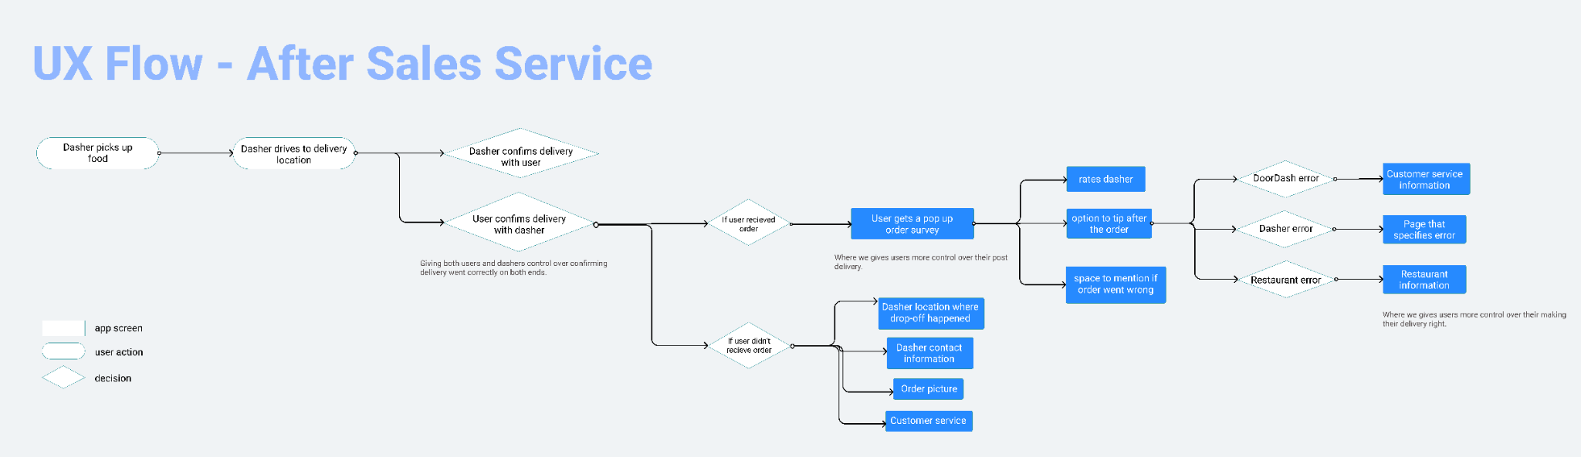 UX Flow - After Sales Service
Dasher picks up
food
Dasher drives to delivery
location
Dasher confims delivery
with user
User confirms delivery
with dasher
Giving both users and dashers control over confirming
delivery went correctly on both ends.
If user recieved
order
User gets a pop up
order survey
Where we gives users more control over their post
delivery.
rates dasher
option to tip after
the order
space to mention if
order went wrong
DoorDash error
Dasher error
Restaurant error
Customer service
information
Page that
specifies error
Restaurant
information
Where we gives users more control over their making
their delivery right.
If user didn't
recieve order
Dasher location where
drop-off happened
Dasher contact
information
Order picture
Customer service
app screen
user action
decision